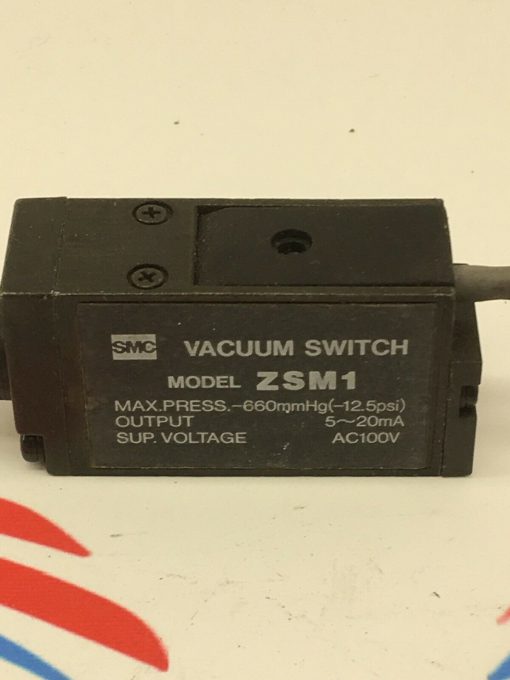 SMC VACUUM SWITCH
MODEL ZSM1
MAX.PRESS.-660mmHg(-12.5psi)
OUTPUT 5~20mA
SUP. VOLTAGE AC100V